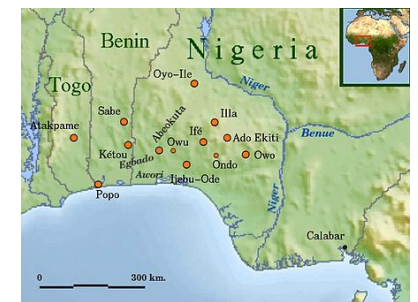 Nigeria
Benin
Togo
Oyo-Ile
Niger
Sabe
Abeokuta
Illa
Atakpame
Ifé
Owu
Ado Ekiti
Benue
Kétou
Egbado
Owo
Ondo
Awori
Ijebu-Ode
Popo
Niger
Calabar
0 300 km.